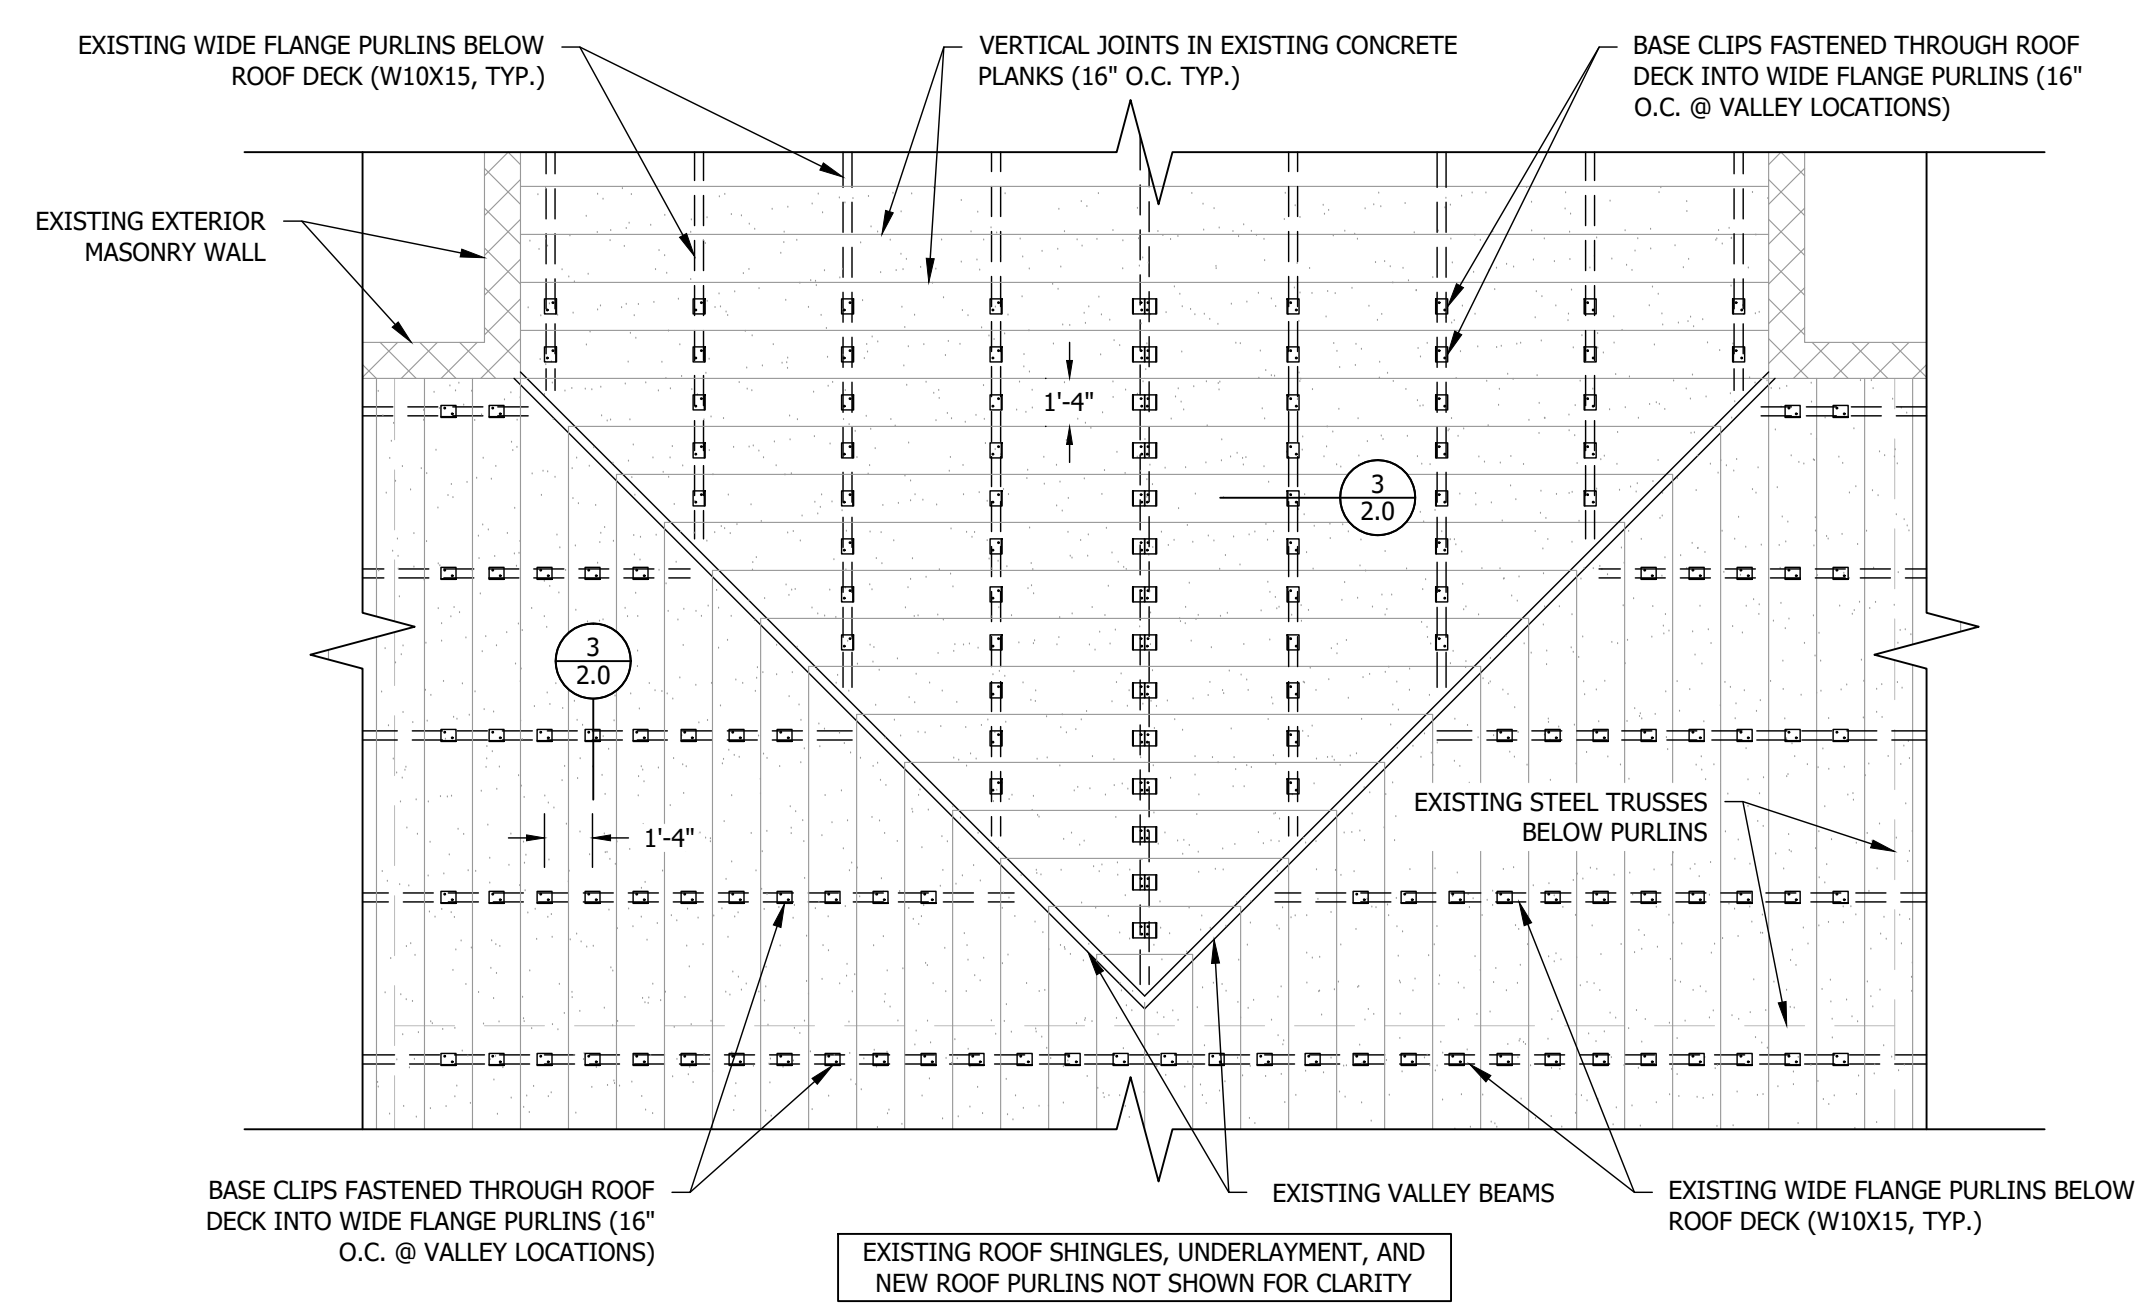 EXISTING WIDE FLANGE PURLINS BELOW
ROOF DECK (W10X15, TYP.)
VERTICAL JOINTS IN EXISTING CONCRETE
PLANKS (16" O.C. TYP.)
BASE CLIPS FASTENED THROUGH ROOF
DECK INTO WIDE FLANGE PURLINS (16"
O.C. @ VALLEY LOCATIONS)
EXISTING EXTERIOR
MASONRY WALL
1'-4"
3
2.0
3
2.0
1'-4"
EXISTING STEEL TRUSSES
BELOW PURLINS
BASE CLIPS FASTENED THROUGH ROOF
DECK INTO WIDE FLANGE PURLINS (16"
O.C. @ VALLEY LOCATIONS)
EXISTING VALLEY BEAMS
EXISTING WIDE FLANGE PURLINS BELOW
ROOF DECK (W10X15, TYP.)
EXISTING ROOF SHINGLES, UNDERLAYMENT, AND
NEW ROOF PURLINS NOT SHOWN FOR CLARITY